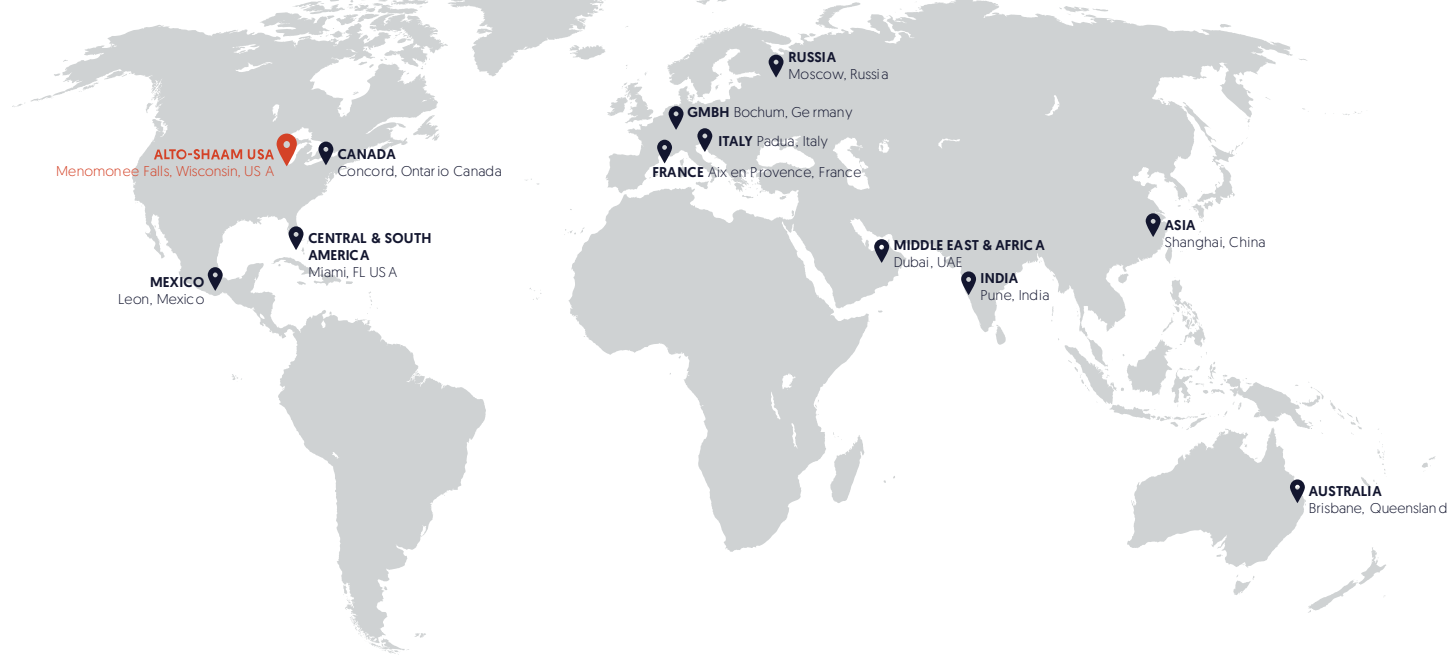 RUSSIA
Moscow, Russia
GMBH Bochum, Germany
ITALY Padua, Italy
ALTO-SHAAM USA
Menomonee Falls, Wisconsin, USA
CANADA
Concord, Ontario Canada
FRANCE Aix en Provence, France
ASIA
Shanghai, China
CENTRAL & SOUTH
AMERICA
Miami, FL USA
MIDDLE EAST & AFRICA
Dubai, UAE
MEXICO
Leon, Mexico
INDIA
Pune, India
AUSTRALIA
Brisbane, Queensland